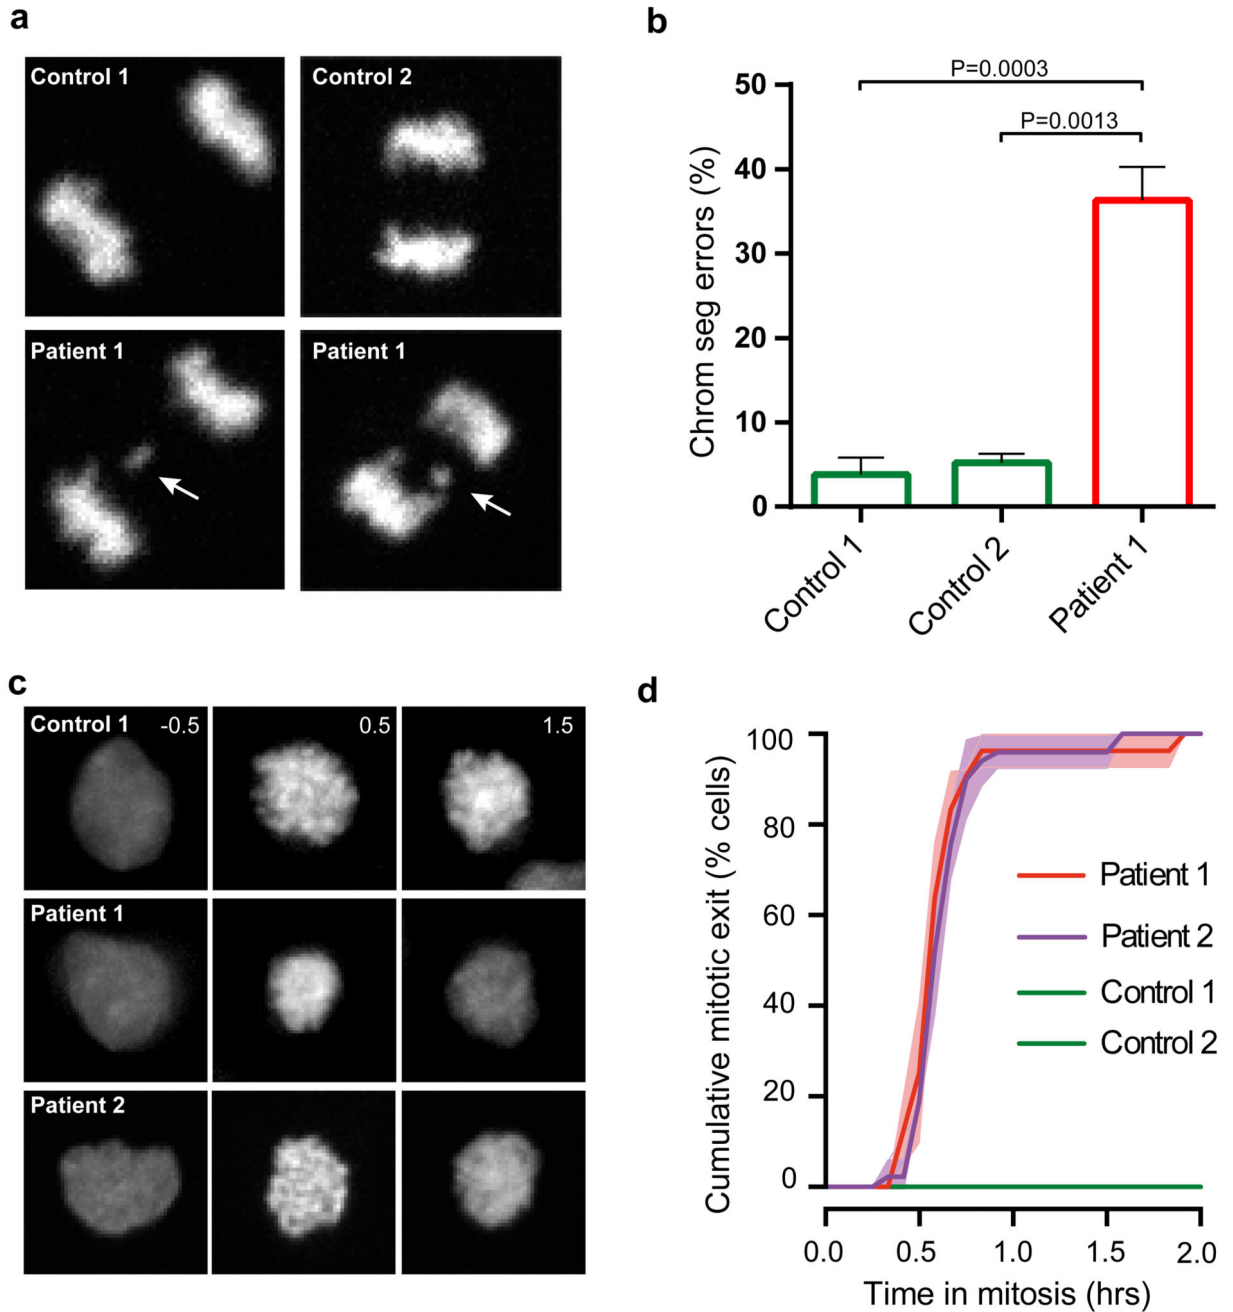 a
Control 1
Control 2
Patient 1
Patient 1
b
P=0.0003
P=0.0013
Chrom seg errors (%)
50
40
30
20
10
0
Control 1
Control 2
Patient 1
c
Control 1 -0.5
0.5
1.5
Patient 1
Patient 2
d
Cumulative mitotic exit (% cells)
100
80
60
40
20
0
Patient 1
Patient 2
Control 1
Control 2
0.0 0.5 1.0 1.5 2.0
Time in mitosis (hrs)